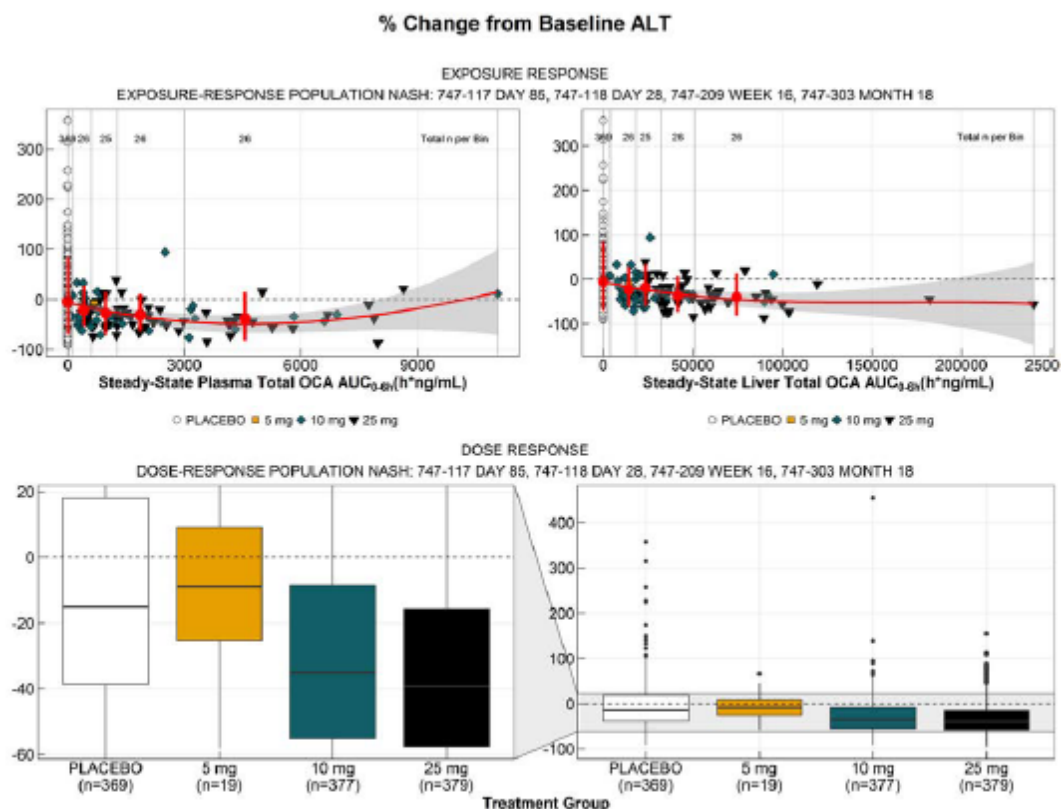 % Change from Baseline ALT
EXPOSURE RESPONSE
EXPOSURE-RESPONSE POPULATION NASH: 747-117 DAY 85, 747-118 DAY 28, 747-209 WEEK 16, 747-303 MONTH 18
26 25 26 26 Total n per Bin
300
200
100
0
-100
0 3000 6000 9000
Steady-State Plasma Total OCA AUC0-6h(h*ng/mL)
PLACEBO 5 mg 10 mg 25 mg
369 26 25 26 26 Total n per Bin
300
200
100
0
-100
0 50000 100000 150000 200000 2500
Steady-State Liver Total OCA AUC0-6h(h*ng/mL)
PLACEBO 5 mg 10 mg 25 mg
DOSE RESPONSE
DOSE-RESPONSE POPULATION NASH: 747-117 DAY 85, 747-118 DAY 28, 747-209 WEEK 16, 747-303 MONTH 18
20
0
-20
-40
-60
PLACEBO 5 mg 10 mg 25 mg
(n=369) (n=19) (n=377) (n=379)
400
300
200
100
0
-100
PLACEBO 5 mg 10 mg 25 mg
(n=369) (n=19) (n=377) (n=379)
Treatment Group